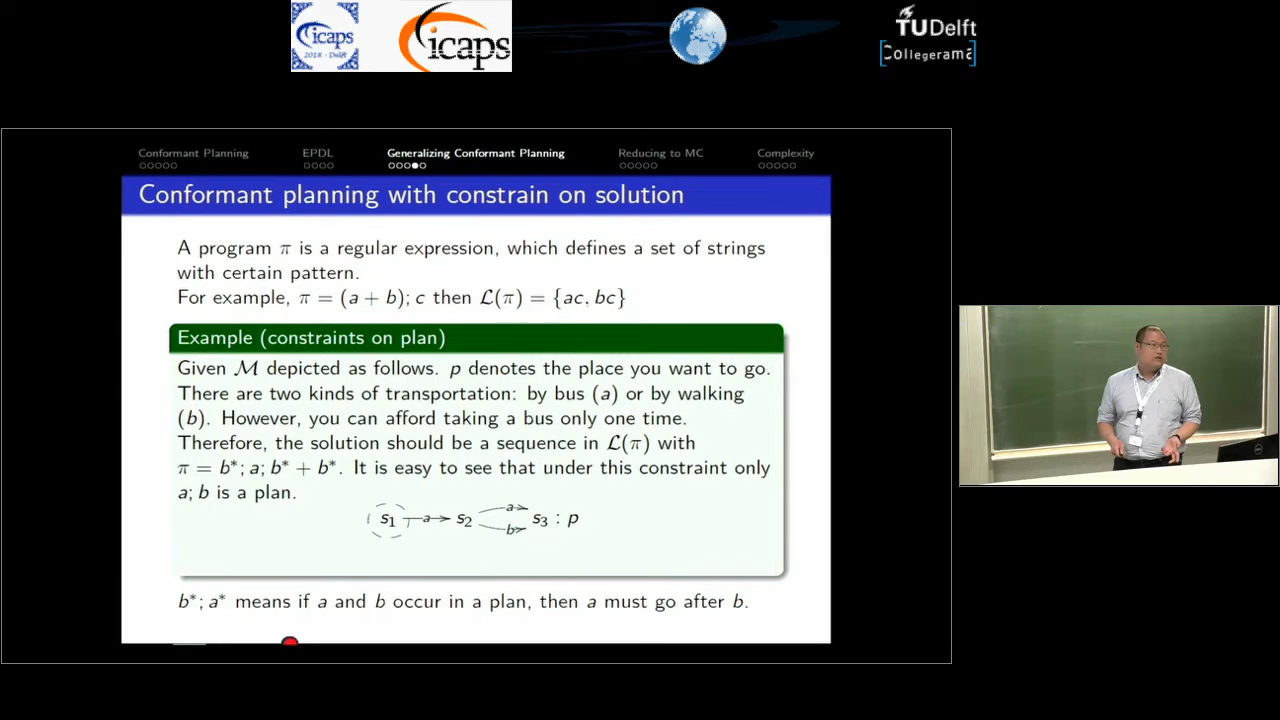 icaps
2018 - Delft
icaps
TUDelft
Collegerama
Conformant Planning EPDL Generalizing Conformant Planning Reducing to MC Complexity
Conformant planning with constrain on solution
A program π is a regular expression, which defines a set of strings
with certain pattern.
For example, π = (a + b); c then ℒ(π) = {ac, bc}
Example (constraints on plan)
Given ℳ depicted as follows. p denotes the place you want to go.
There are two kinds of transportation: by bus (a) or by walking
(b). However, you can afford taking a bus only one time.
Therefore, the solution should be a sequence in ℒ(π) with
π = b*; a; b* + b*. It is easy to see that under this constraint only
a; b is a plan.
s₁ a s₂ a b s₃ : p
b*; a* means if a and b occur in a plan, then a must go after b.